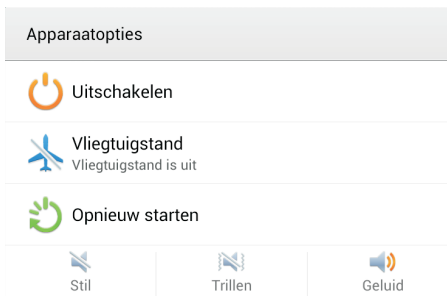 Apparaatopties
Uitschakelen
Vliegtuigstand
Vliegtuigstand is uit
Opnieuw starten
Stil Trillen Geluid